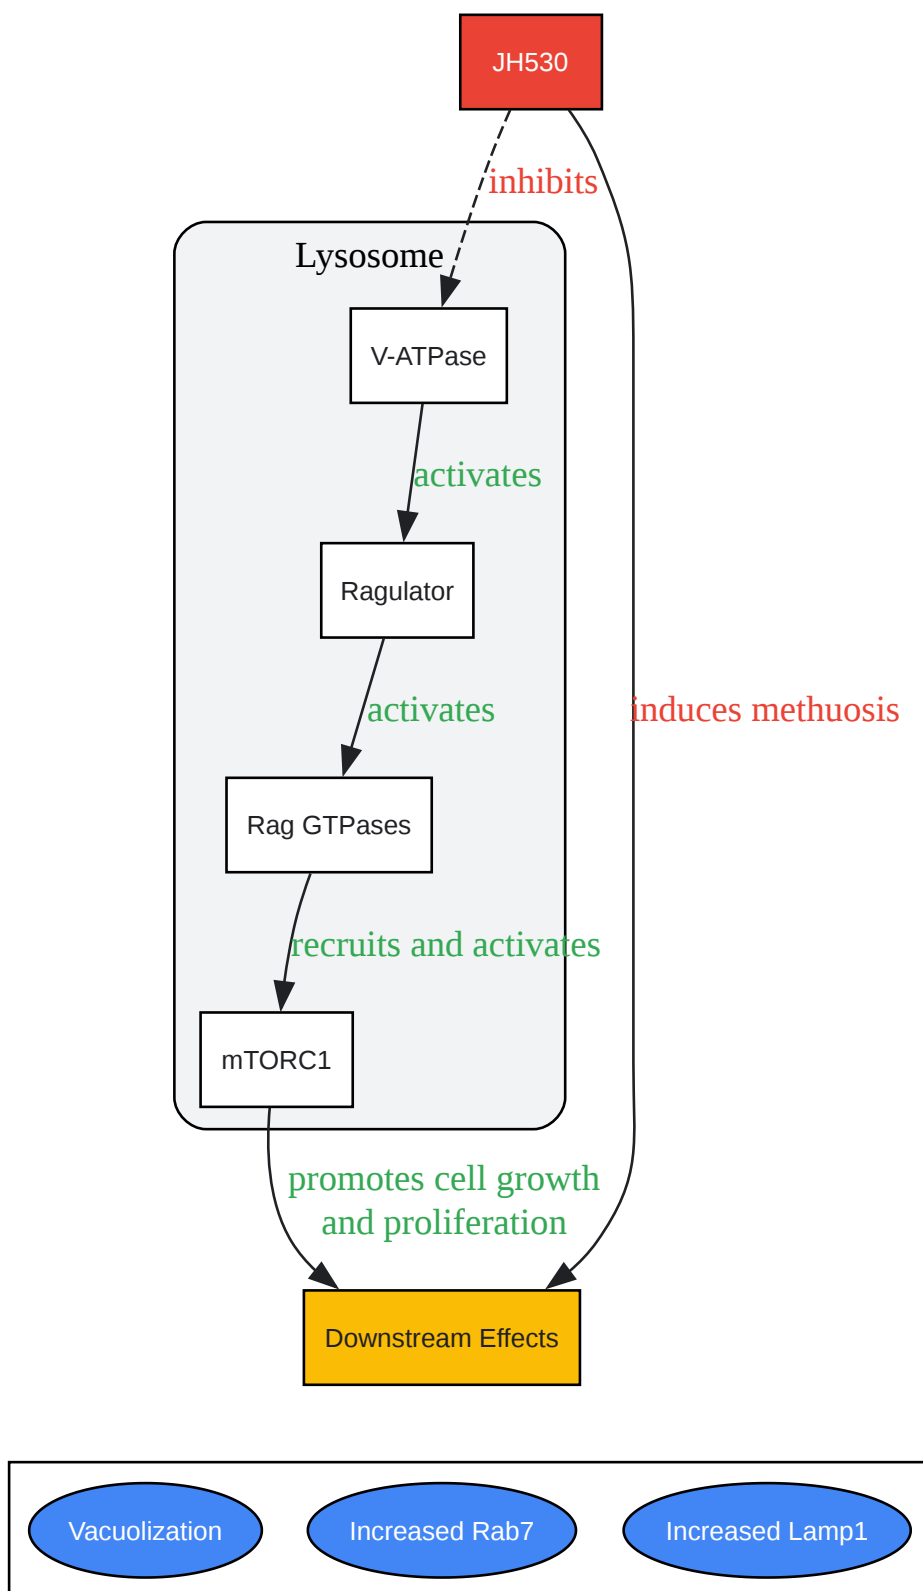 JH530
inhibits
Lysosome
V-ATPase
activates
Ragulator
activates
induces methuosis
Rag GTPases
recruits and activates
mTORC1
promotes cell growth
and proliferation
Downstream Effects
Vacuolization
Increased Rab7
Increased Lamp1